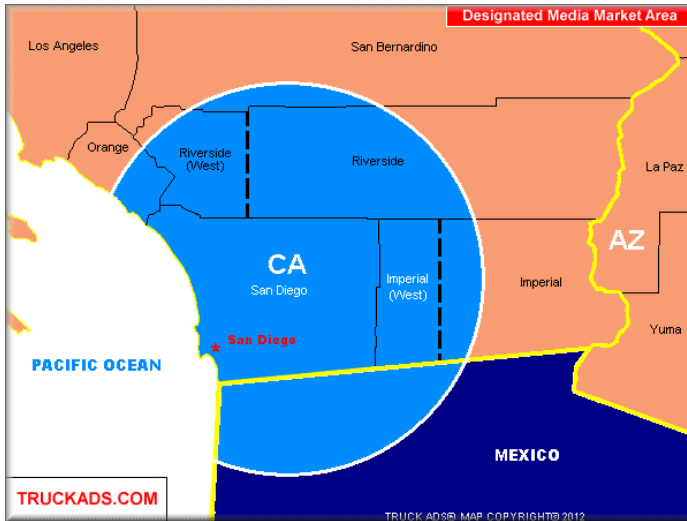 Designated Media Market Area
Los Angeles
San Bernardino
Orange
Riverside
(West)
Riverside
La Paz
CA
San Diego
AZ
Imperial
(West)
Imperial
* San Diego
Yuma
PACIFIC OCEAN
MEXICO
TRUCKADS.COM
TRUCK ADS® MAP COPYRIGHT© 2012